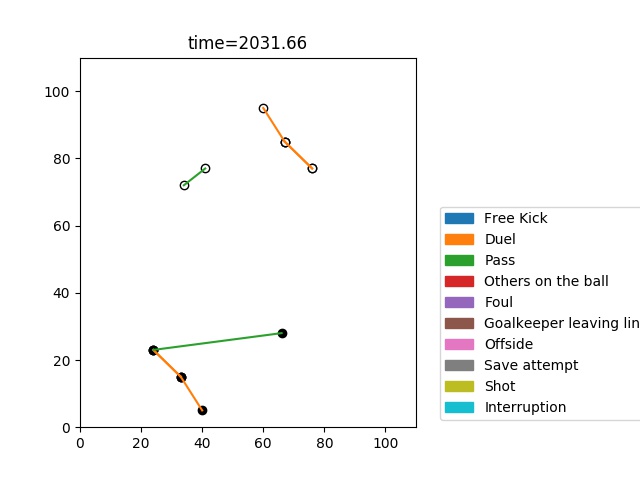 time=2031.66
100
80
60
40
20
0
0 20 40 60 80 100
Free Kick
Duel
Pass
Others on the ball
Foul
Goalkeeper leaving lin
Offside
Save attempt
Shot
Interruption